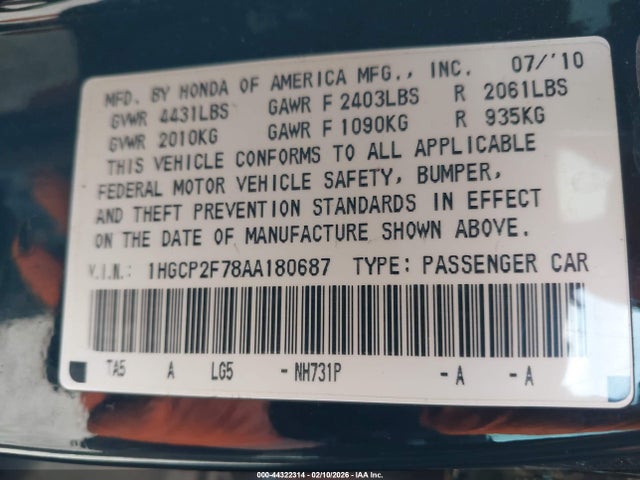 MFD. BY HONDA OF AMERICA MFG., INC. 07/'10
GVWR 4431LBS GAWR F 2403LBS R 2061LBS
GVWR 2010KG GAWR F 1090KG R 935KG
THIS VEHICLE CONFORMS TO ALL APPLICABLE
FEDERAL MOTOR VEHICLE SAFETY, BUMPER,
AND THEFT PREVENTION STANDARDS IN EFFECT
ON THE DATE OF MANUFACTURE SHOWN ABOVE.
V.I.N.: 1HGCP2F78AA180687 TYPE: PASSENGER CAR
TA5 A LG5 -NH731P -A -A
000-44322314 - 02/10/2026 - IAA Inc.